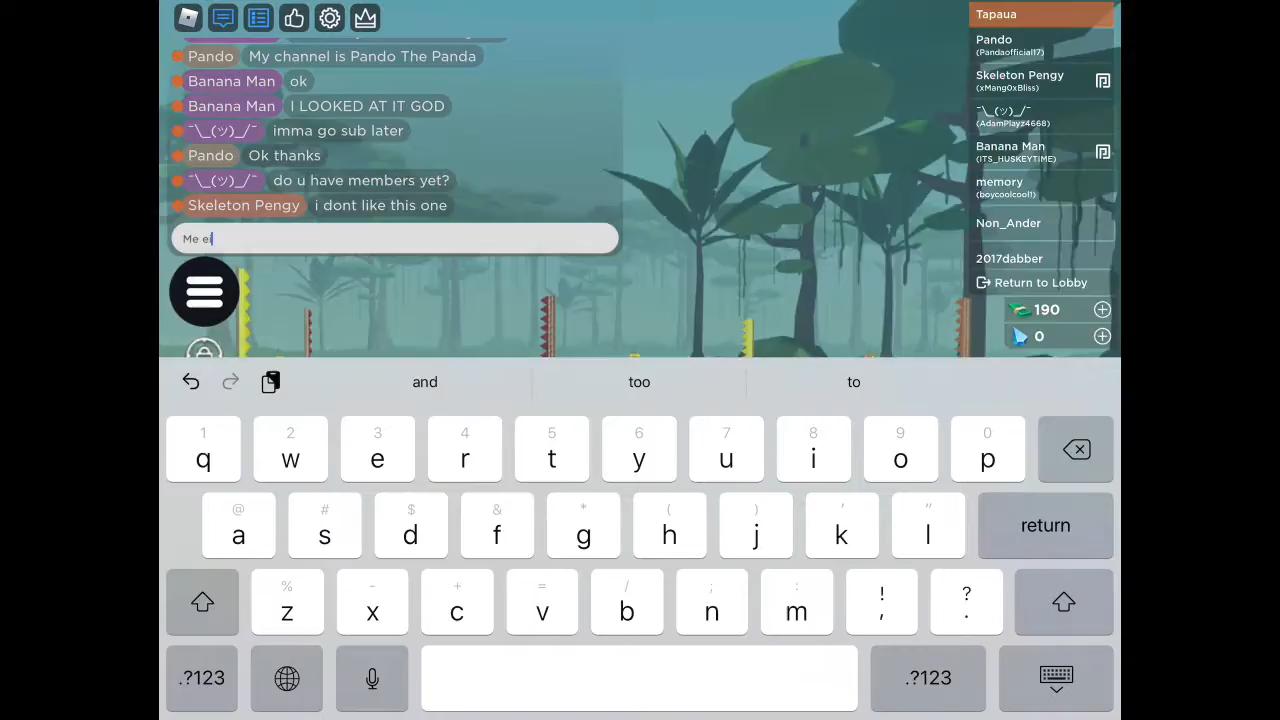 Pando My channel is Pando The Panda
Banana Man ok
Banana Man I LOOKED AT IT GOD
¯\_(ツ)_/¯ imma go sub later
Pando Ok thanks
¯\_(ツ)_/¯ do u have members yet?
Skeleton Pengy i dont like this one
Me ei
Tapaua
Pando
(Pandaofficial17)
Skeleton Pengy
(xMang0xBliss)
¯\_(ツ)_/¯
(AdamPlayz4668)
Banana Man
(ITS_HUSKEYTIME)
memory
(boycoolcool1)
Non_Ander
2017dabber
Return to Lobby
190
0
and too to
1 2 3 4 5 6 7 8 9 0
q w e r t y u i o p
@ # $ & * ( ) ' "
a s d f g h j k l return
% - + = / ; : ! ?
z x c v b n m , .
.?123 .?123